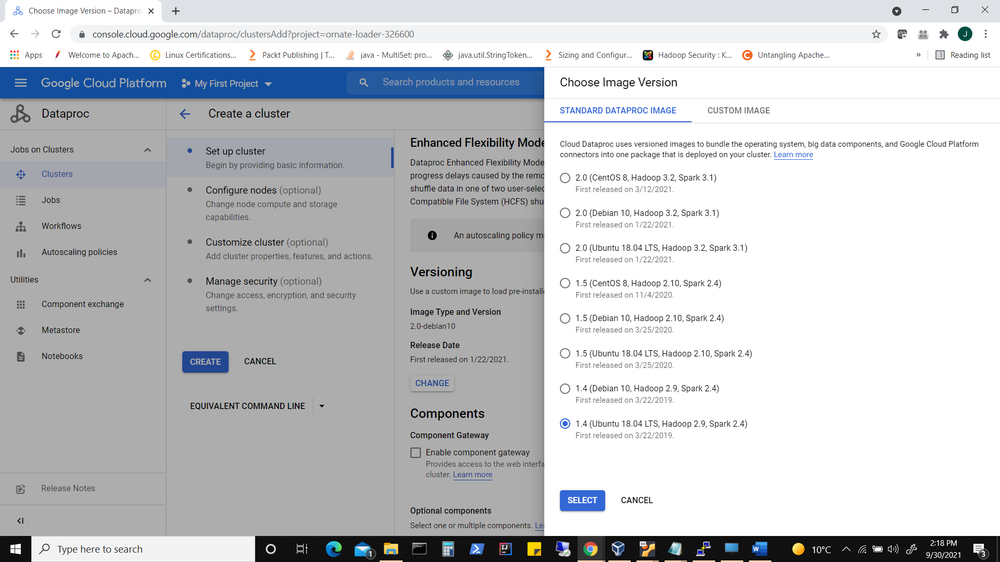 Choose Image Version – Datapro
console.cloud.google.com/dataproc/clustersAdd?project=ornate-loader-326600
J
Apps
Welcome to Apach...
Linux Certifications...
Packt Publishing | T...
java - MultiSet: pro...
java.util.StringToken...
Sizing and Configur...
Hadoop Security : K...
Untangling Apache...
»
Reading list
Google Cloud Platform
My First Project
Search products and resources
Dataproc
Jobs on Clusters
Clusters
Jobs
Workflows
Autoscaling policies
Utilities
Component exchange
Metastore
Notebooks
Release Notes
Create a cluster
Set up cluster
Begin by providing basic information.
Configure nodes (optional)
Change node compute and storage
capabilities.
Customize cluster (optional)
Add cluster properties, features, and actions.
Manage security (optional)
Change access, encryption, and security
settings.
CREATE
CANCEL
EQUIVALENT COMMAND LINE
Enhanced Flexibility Mode
Dataproc Enhanced Flexibility Mode
progress delays caused by the remo
shuffle data in one of two user-selec
Compatible File System (HCFS) shu
An autoscaling policy m
Versioning
Use a custom image to load pre-installe
Image Type and Version
2.0-debian10
Release Date
First released on 1/22/2021.
CHANGE
Components
Component Gateway
Enable component gateway
Provides access to the web interfa
cluster. Learn more
Optional components
Select one or multiple components. Lea
Choose Image Version
STANDARD DATAPROC IMAGE
CUSTOM IMAGE
Cloud Dataproc uses versioned images to bundle the operating system, big data components, and Google Cloud Platform
connectors into one package that is deployed on your cluster. Learn more
2.0 (CentOS 8, Hadoop 3.2, Spark 3.1)
First released on 3/12/2021.
2.0 (Debian 10, Hadoop 3.2, Spark 3.1)
First released on 1/22/2021.
2.0 (Ubuntu 18.04 LTS, Hadoop 3.2, Spark 3.1)
First released on 1/22/2021.
1.5 (CentOS 8, Hadoop 2.10, Spark 2.4)
First released on 11/4/2020.
1.5 (Debian 10, Hadoop 2.10, Spark 2.4)
First released on 3/25/2020.
1.5 (Ubuntu 18.04 LTS, Hadoop 2.10, Spark 2.4)
First released on 3/25/2020.
1.4 (Debian 10, Hadoop 2.9, Spark 2.4)
First released on 3/22/2019.
1.4 (Ubuntu 18.04 LTS, Hadoop 2.9, Spark 2.4)
First released on 3/22/2019.
SELECT
CANCEL
Type here to search
1
10°C
2:18 PM
9/30/2021
3